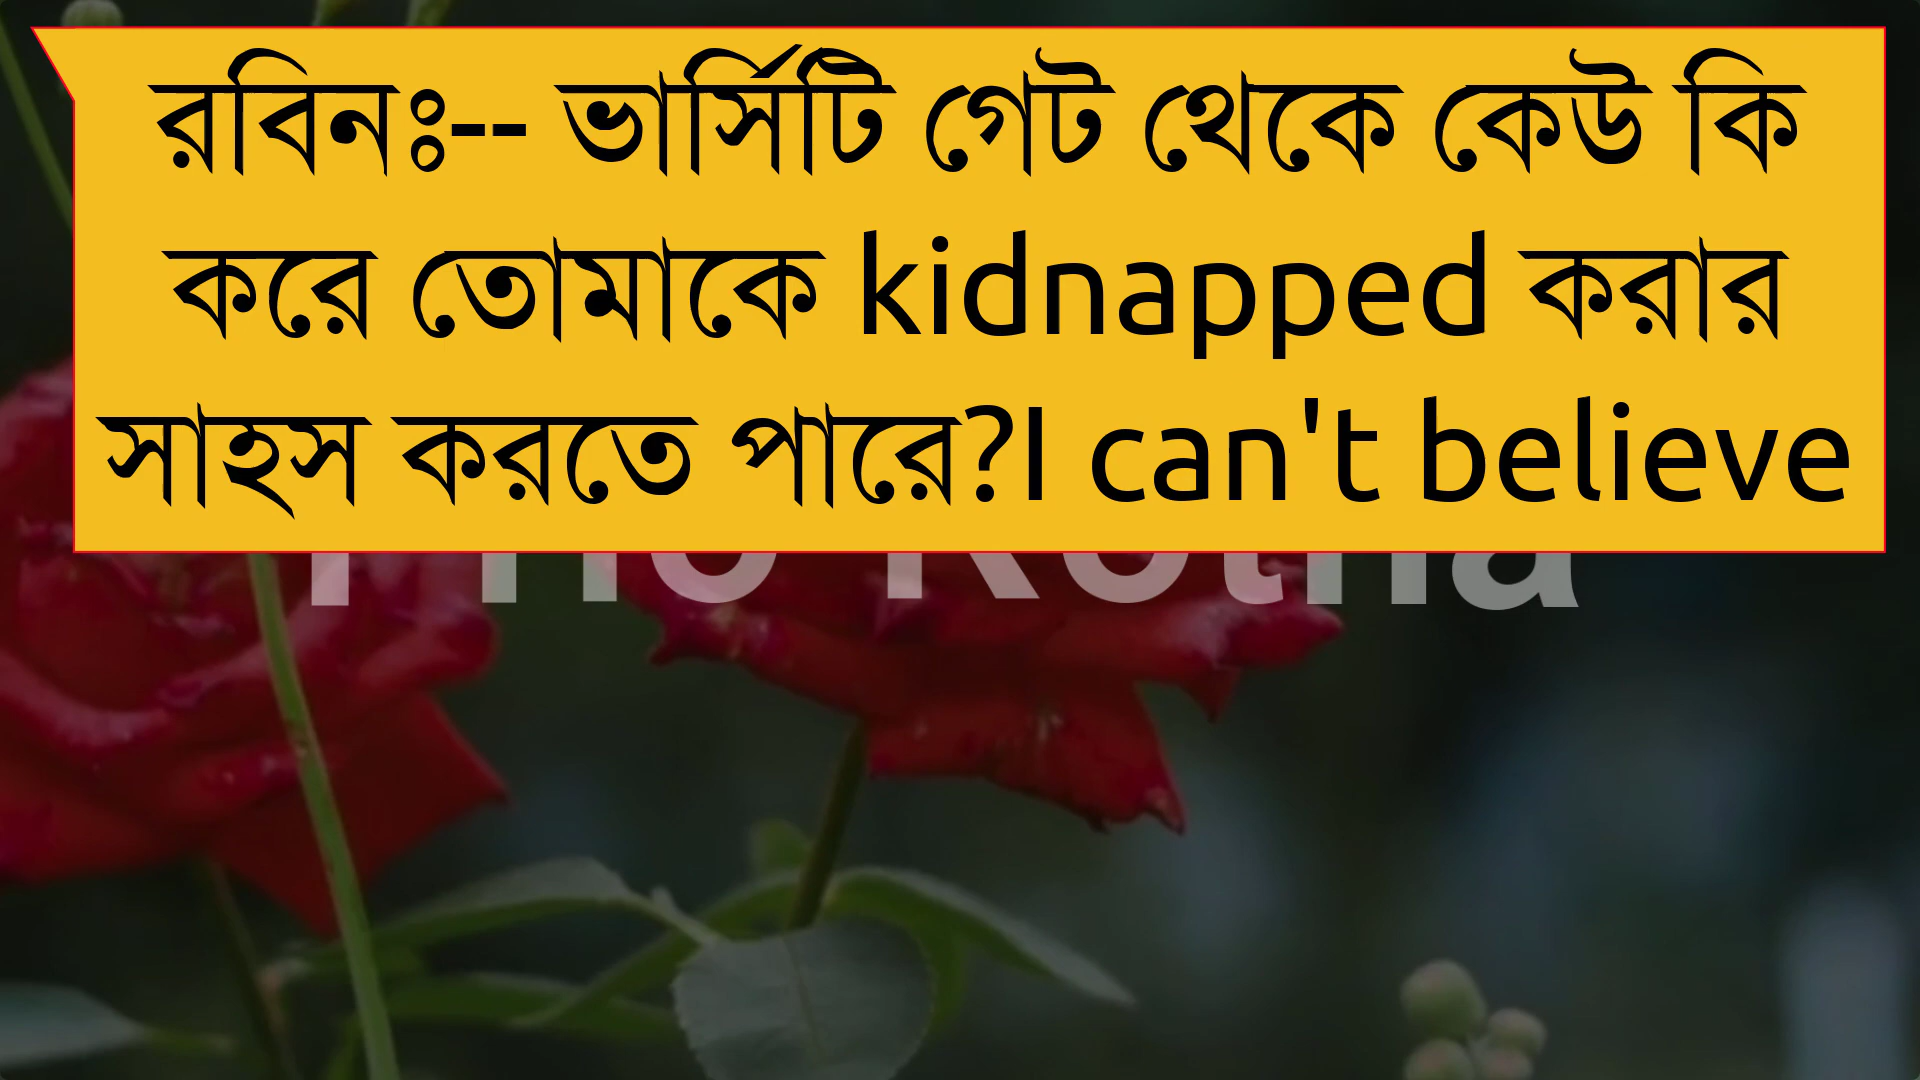 রবিনঃ-- ভার্সিটি গেট থেকে কেউ কি
করে তোমাকে kidnapped করার
সাহস করতে পারে?I can't believe